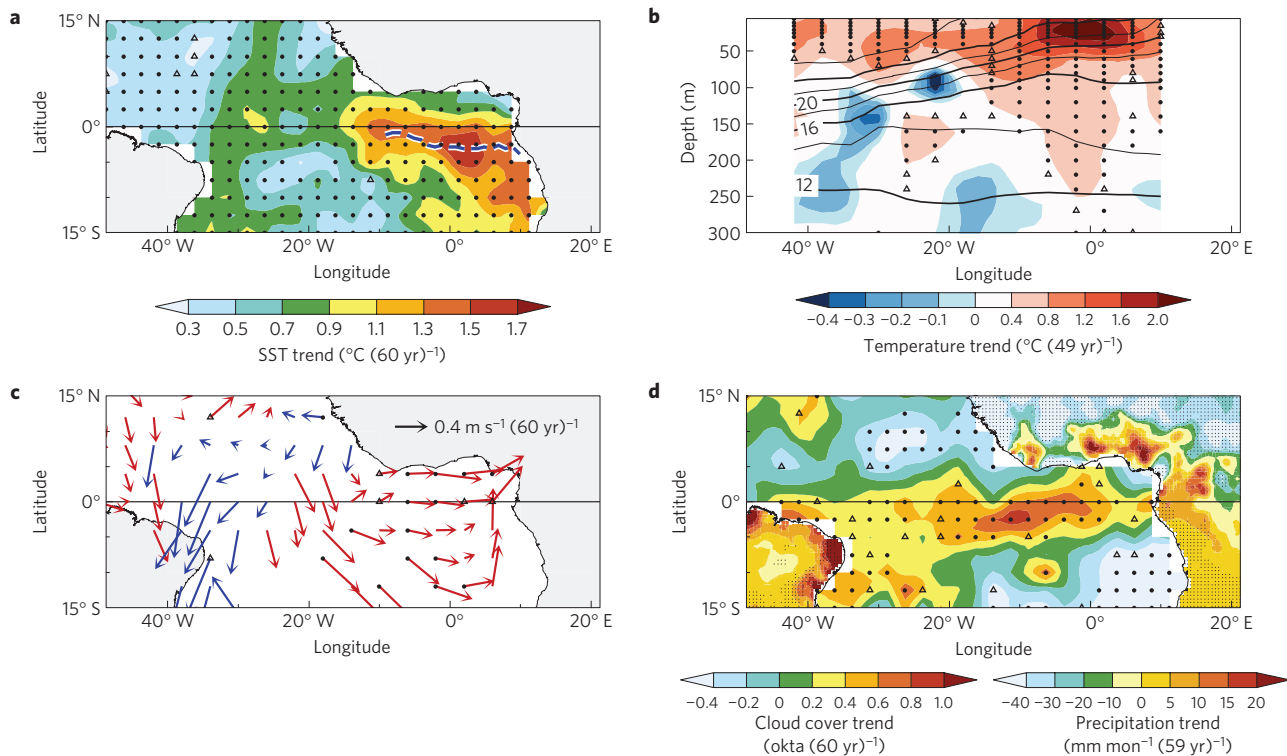 a
15° N
0°
15° S
Latitude
40° W
20° W
0°
20° E
Longitude
0.3 0.5 0.7 0.9 1.1 1.3 1.5 1.7
SST trend (°C (60 yr)⁻¹)
b
50
100
150
200
250
300
Depth (m)
20
16
12
40° W
20° W
0°
20° E
Longitude
−0.4 −0.3 −0.2 −0.1 0 0.4 0.8 1.2 2.0
Temperature trend (°C (49 yr)⁻¹)
c
15° N
0°
15° S
Latitude
0.4 m s⁻¹ (60 yr)⁻¹
40° W
20° W
0°
20° E
Longitude
d
15° N
0°
15° S
Latitude
40° W
20° W
0°
20° E
Longitude
−0.4 −0.2 0 0.2 0.4 0.6 0.8 1.0
Cloud cover trend
(okta (60 yr)⁻¹)
−40 −30 −20 −10 0 5 10 15 20
Precipitation trend
(mm mon⁻¹ (59 yr)⁻¹)